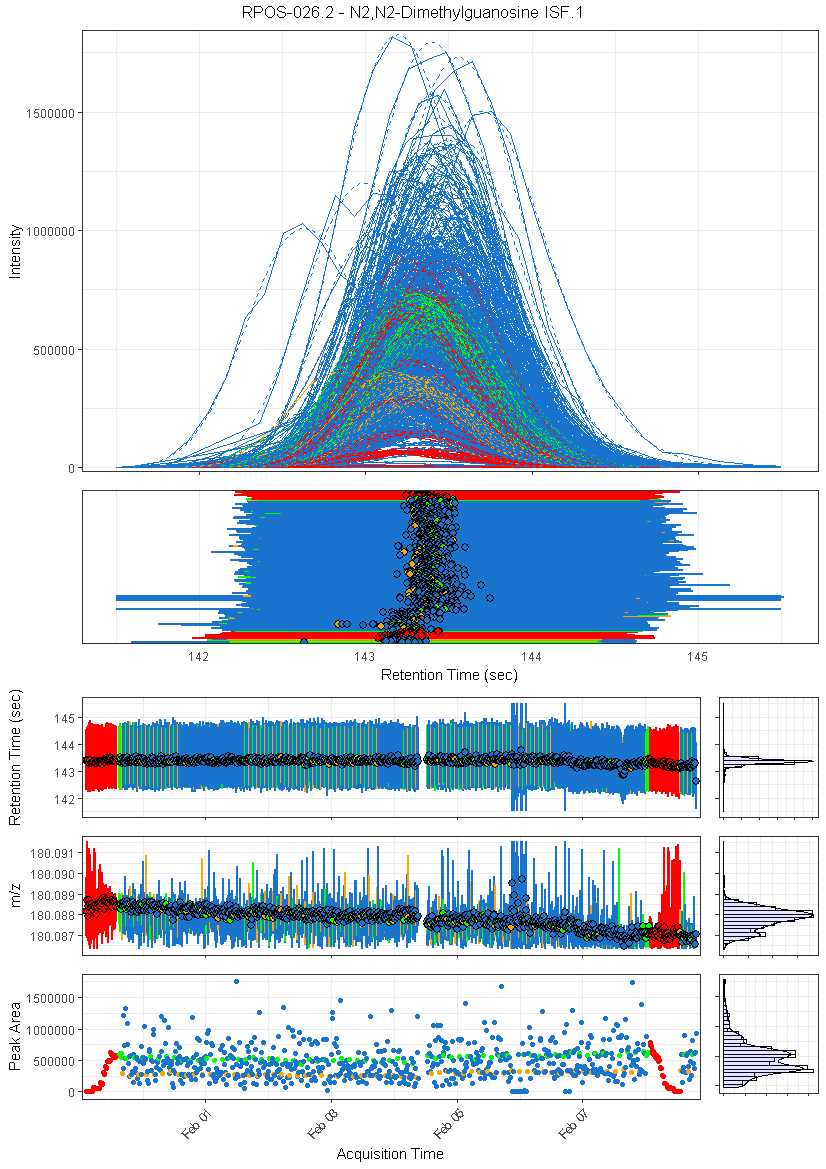 RPOS-026.2 - N2,N2-Dimethylguanosine ISF.1
Intensity
1500000
1000000
500000
0
142
143
144
145
Retention Time (sec)
Retention Time (sec)
145
144
143
142
m/z
180.091
180.090
180.089
180.088
180.087
Peak Area
1500000
1000000
500000
0
Feb 01
Feb 03
Feb 05
Feb 07
Acquisition Time